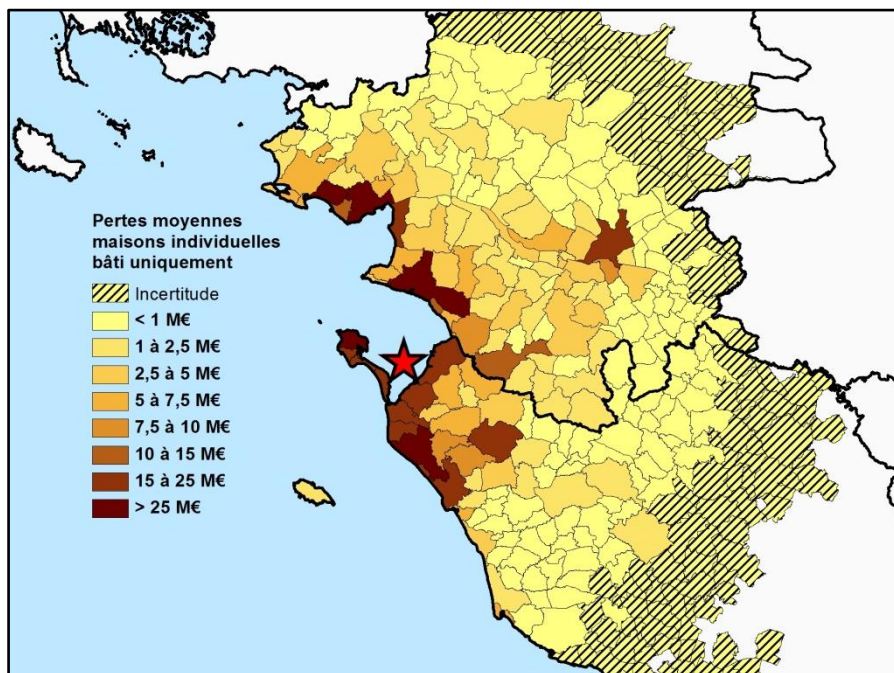 Pertes moyennes
maisons individuelles
bâti uniquement
Incertitude
< 1 M€
1 à 2,5 M€
2,5 à 5 M€
5 à 7,5 M€
7,5 à 10 M€
10 à 15 M€
15 à 25 M€
> 25 M€